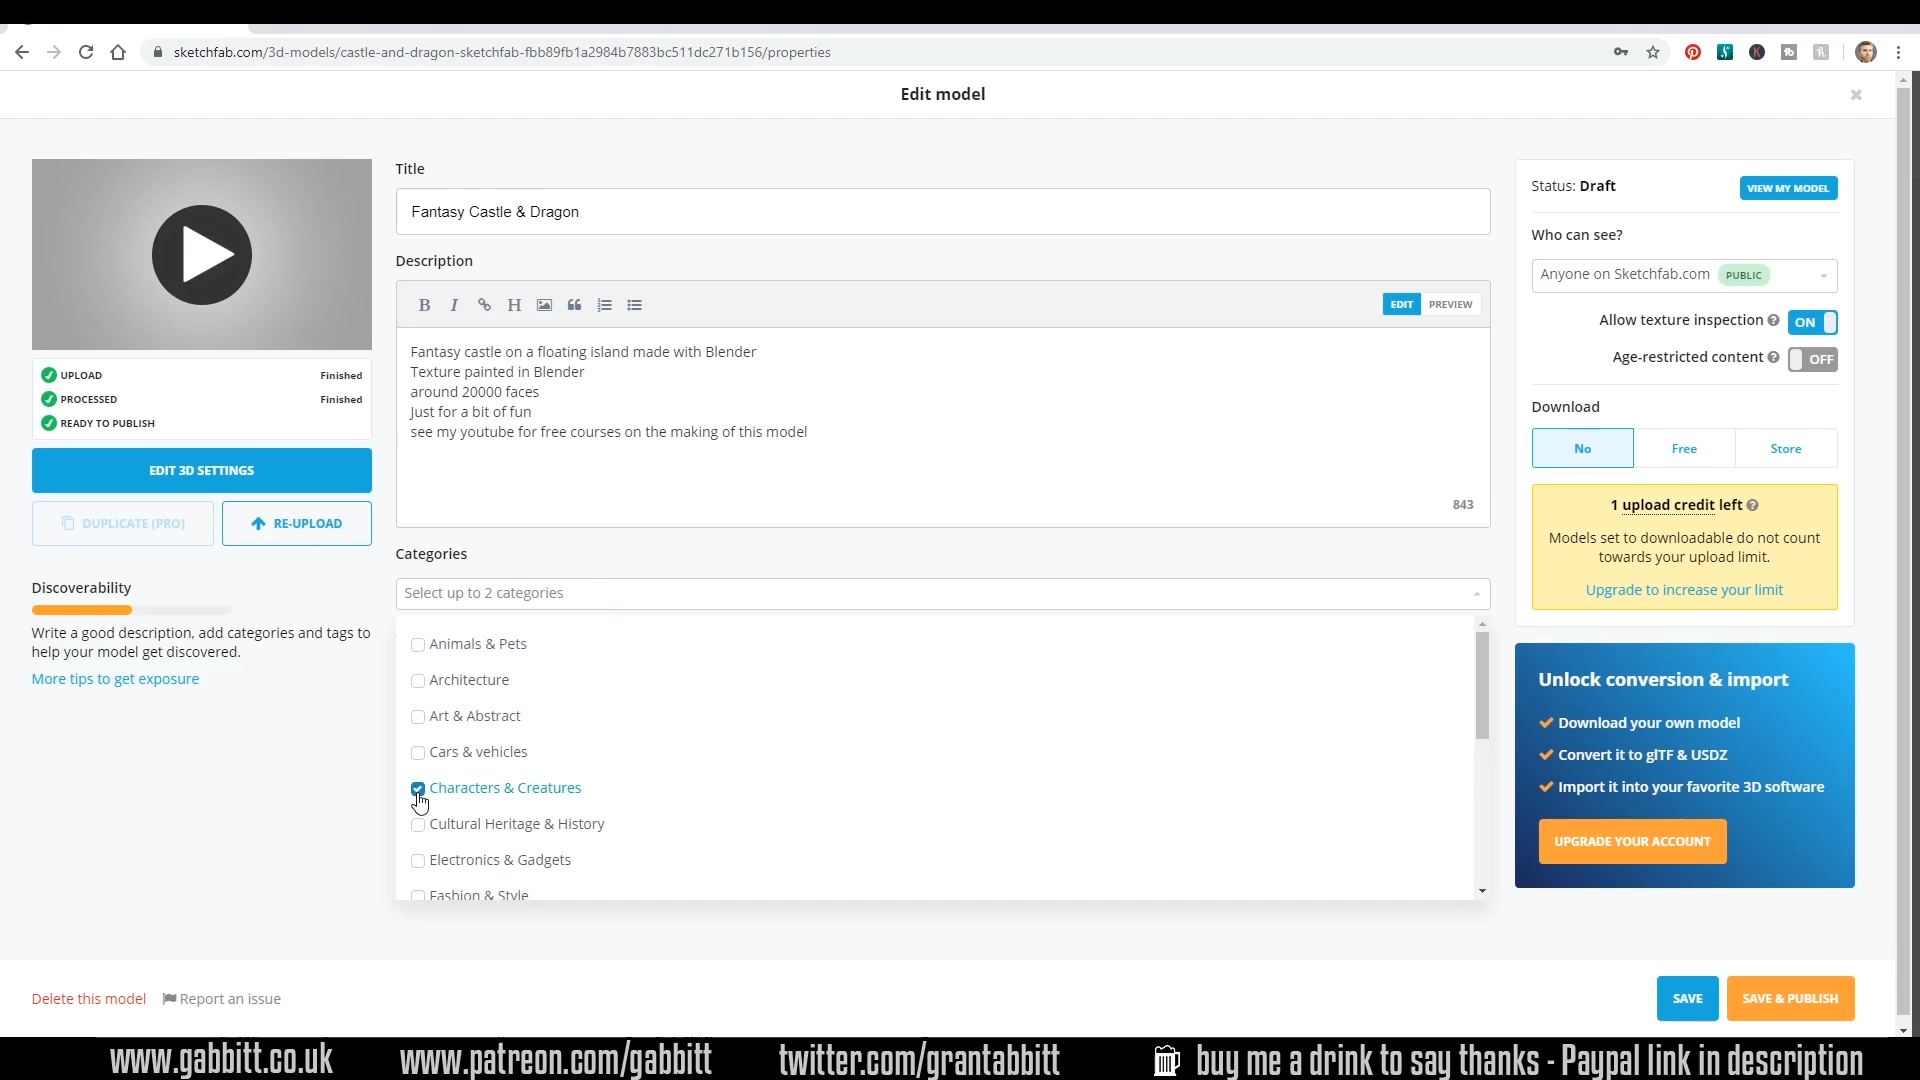 sketchfab.com/3d-models/castle-and-dragon-sketchfab-fbb89fb1a2984b7883bc511dc271b156/properties
Edit model
UPLOAD Finished
PROCESSED Finished
READY TO PUBLISH
EDIT 3D SETTINGS
DUPLICATE (PRO) RE-UPLOAD
Discoverability
Write a good description, add categories and tags to
help your model get discovered.
More tips to get exposure
Title
Fantasy Castle & Dragon
Description
B I H EDIT PREVIEW
Fantasy castle on a floating island made with Blender
Texture painted in Blender
around 20000 faces
Just for a bit of fun
see my youtube for free courses on the making of this model
843
Categories
Select up to 2 categories
Animals & Pets
Architecture
Art & Abstract
Cars & vehicles
Characters & Creatures
Cultural Heritage & History
Electronics & Gadgets
Fashion & Style
Status: Draft VIEW MY MODEL
Who can see?
Anyone on Sketchfab.com PUBLIC
Allow texture inspection ? ON
Age-restricted content ? OFF
Download
No Free Store
1 upload credit left ?
Models set to downloadable do not count
towards your upload limit.
Upgrade to increase your limit
Unlock conversion & import
Download your own model
Convert it to glTF & USDZ
Import it into your favorite 3D software
UPGRADE YOUR ACCOUNT
Delete this model Report an issue SAVE SAVE & PUBLISH
www.gabbitt.co.uk www.patreon.com/gabbitt twitter.com/grantabbitt buy me a drink to say thanks - Paypal link in description